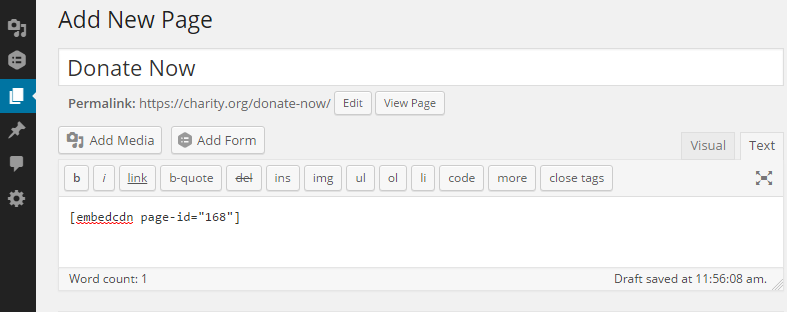 Add New Page
Donate Now
Permalink: https://charity.org/donate-now/ Edit View Page
Add Media Add Form Visual Text
b i link b-quote del ins img ul ol li code more close tags
[embedcdn page-id="168"]
Word count: 1 Draft saved at 11:56:08 am.